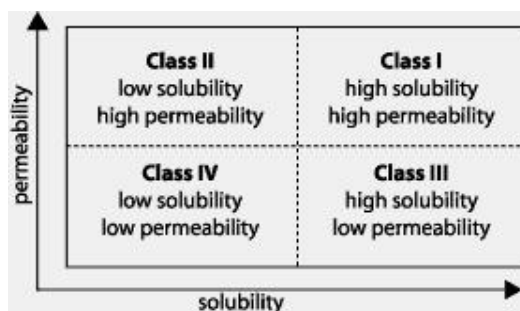 permeability
Class II
low solubility
high permeability
Class I
high solubility
high permeability
Class IV
low solubility
low permeability
Class III
high solubility
low permeability
solubility